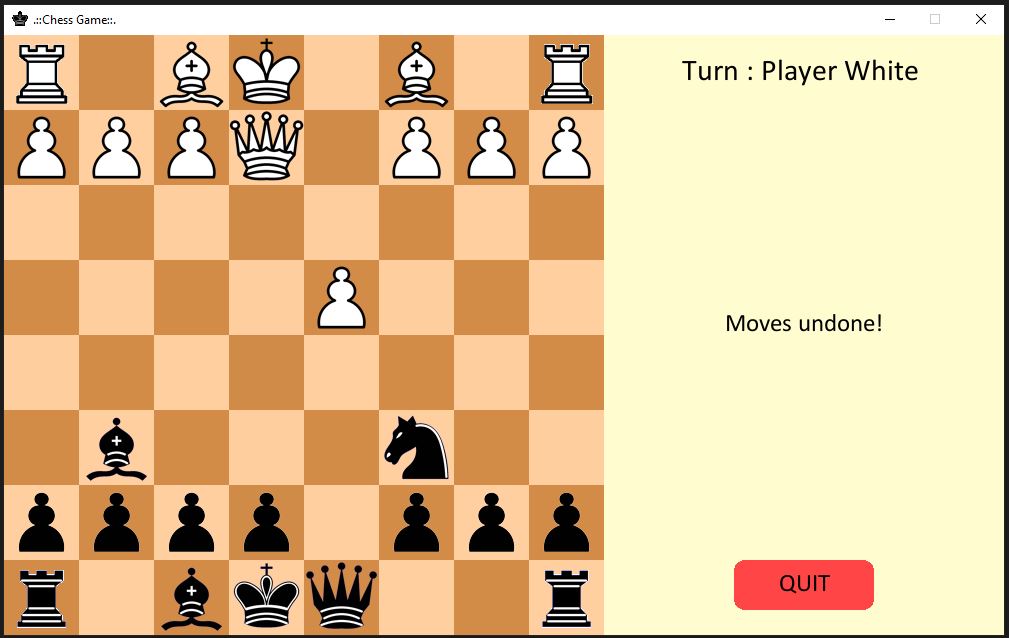 .::Chess Game::.
Turn : Player White
Moves undone!
QUIT